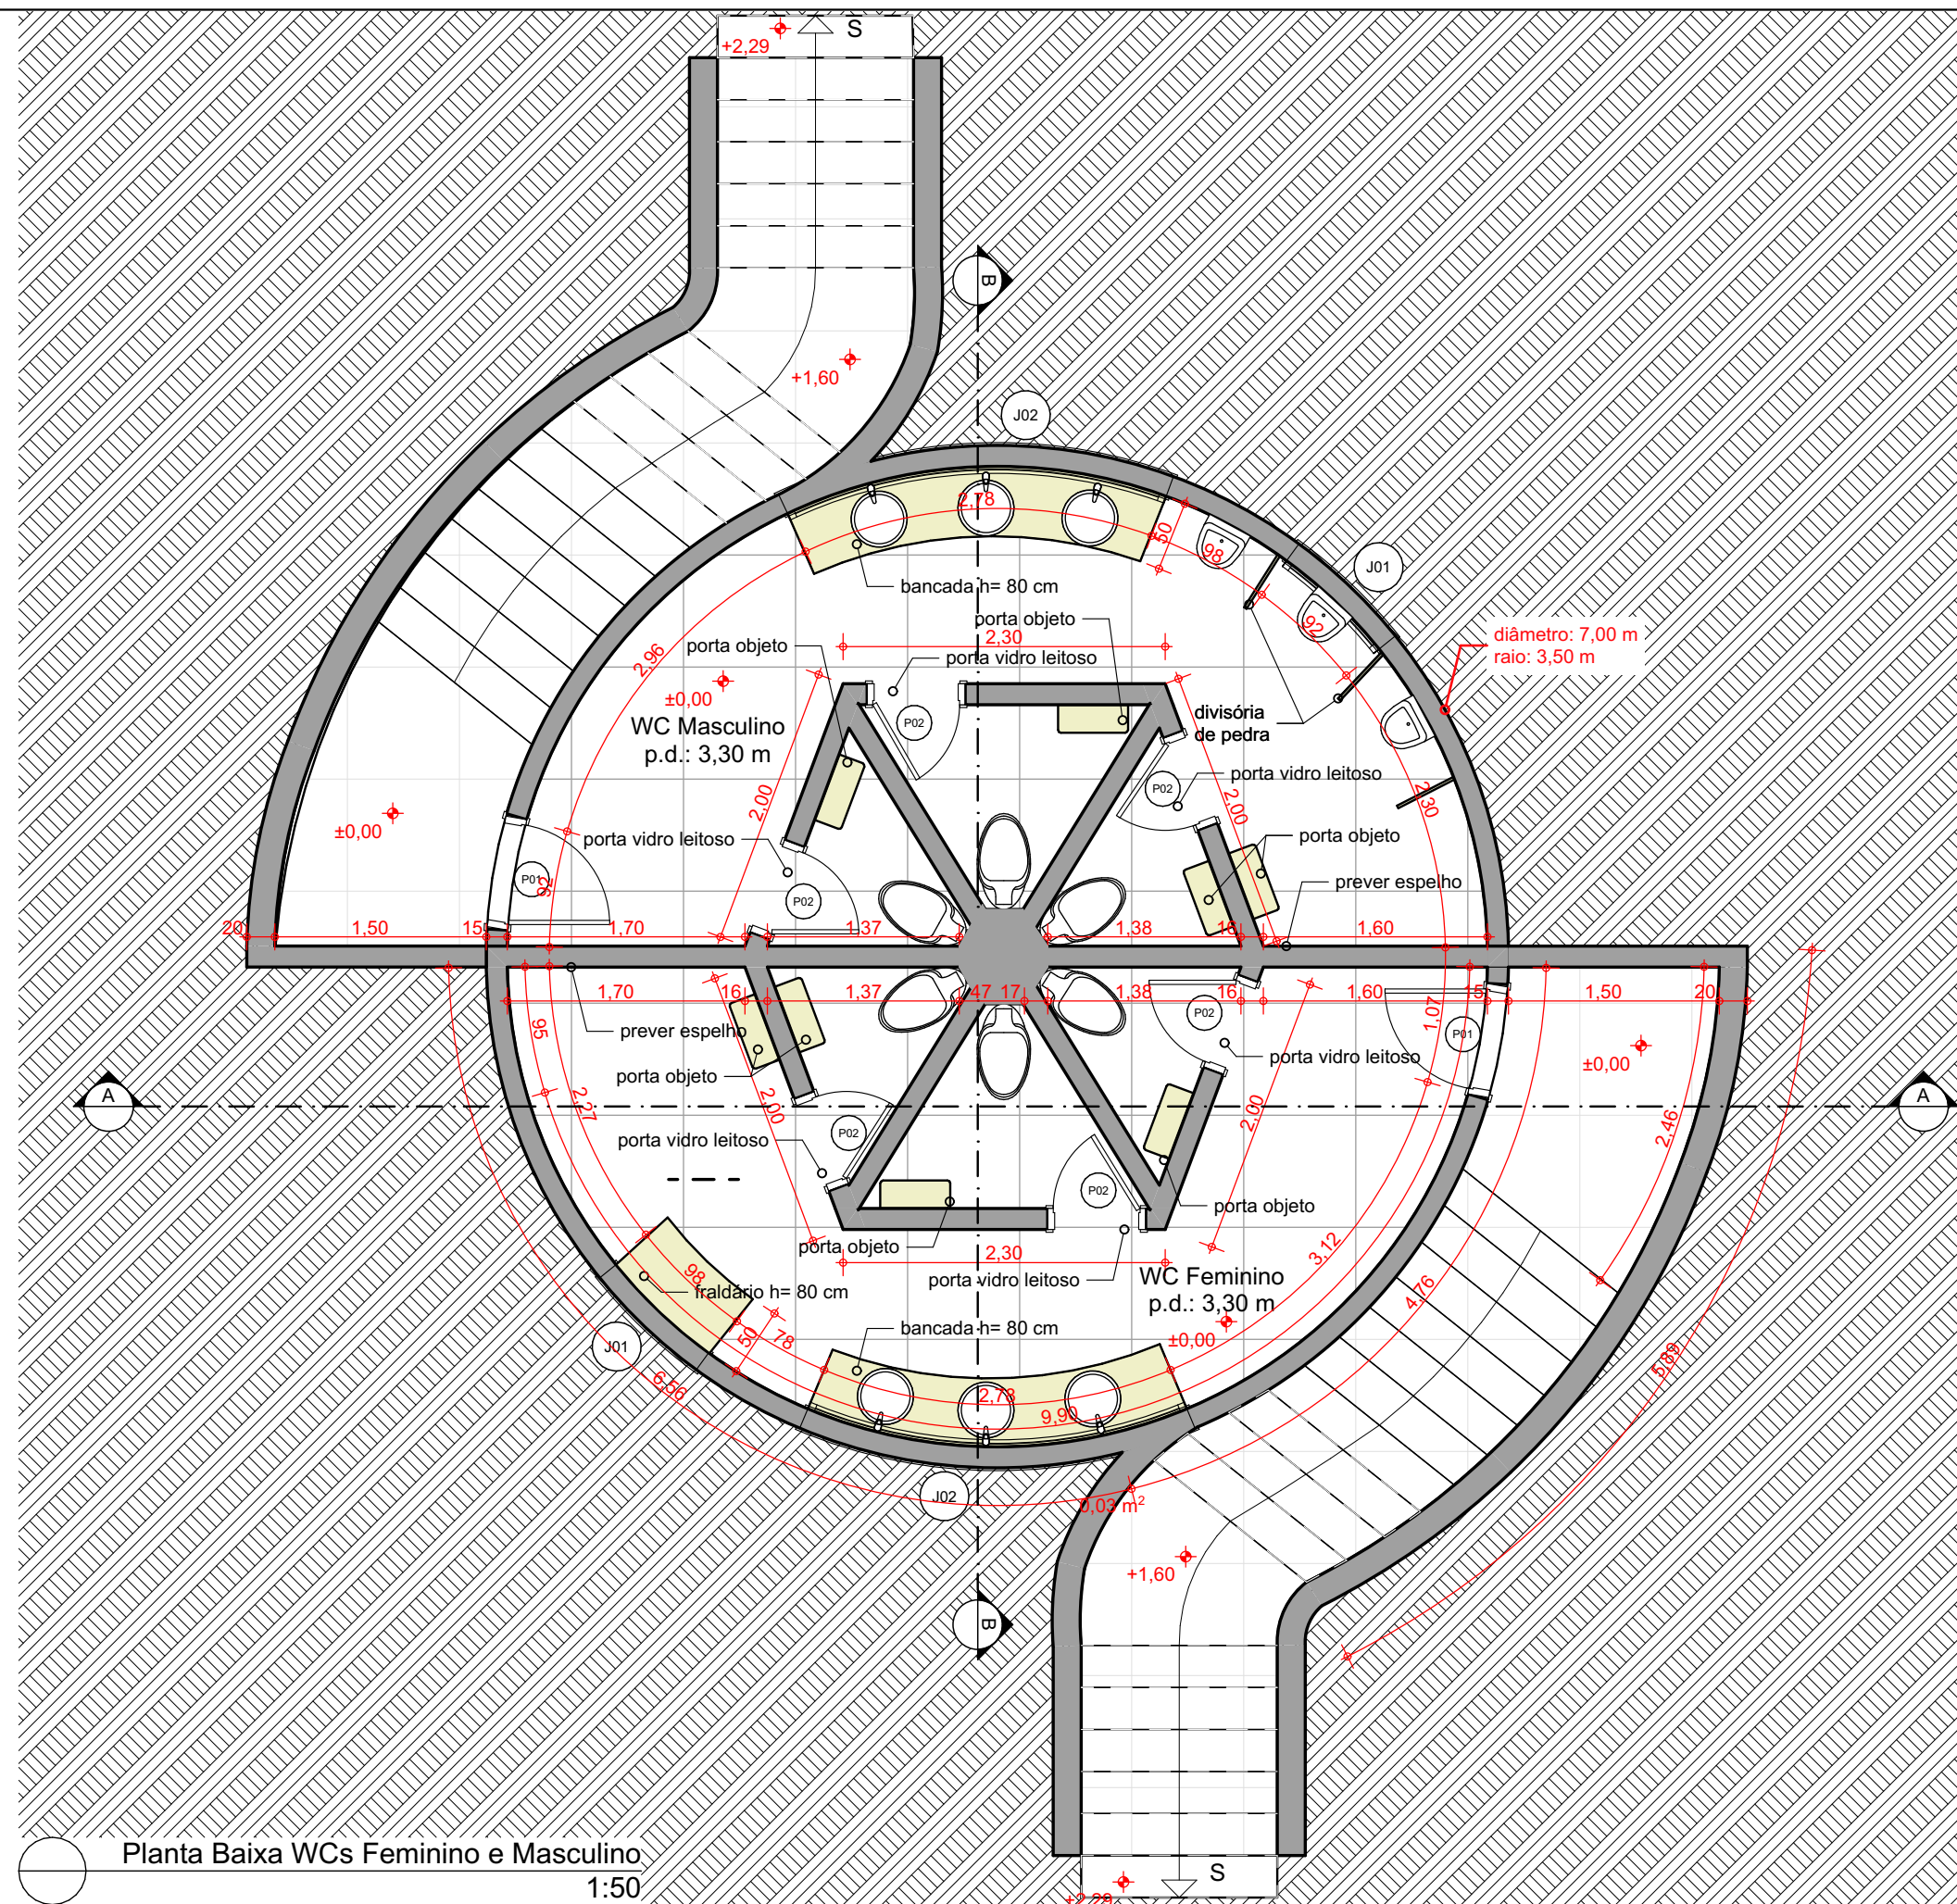 S
+2,29
+1,60
B
J02
2,78
50
98
J01
bancada h= 80 cm
92
porta objeto
2,30
diâmetro: 7,00 m
raio: 3,50 m
porta objeto
porta vidro leitoso
2,96
±0,00
WC Masculino
p.d.: 3,30 m
P02
divisória
de pedra
P02
porta vidro leitoso
2,00
2,00
2,30
±0,00
porta vidro leitoso
porta objeto
P01
92
P02
prever espelho
20
1,50
15
1,70
1,37
1,38
16
1,60
1,70
16
1,37
47
17
1,38
16
1,60
15
1,50
20
P02
1,07
P01
prever espelho
95
porta vidro leitoso
±0,00
porta objeto
A
A
2,27
2,00
2,00
2,46
P02
porta vidro leitoso
P02
porta objeto
porta objeto
2,30
3,12
porta vidro leitoso
WC Feminino
p.d.: 3,30 m
98
fraldário h= 80 cm
4,76
bancada h= 80 cm
±0,00
J01
50
78
5,89
6,56
2,78
9,90
J02
0,03 m²
+1,60
B
Planta Baixa WCs Feminino e Masculino
1:50
S
+2,29